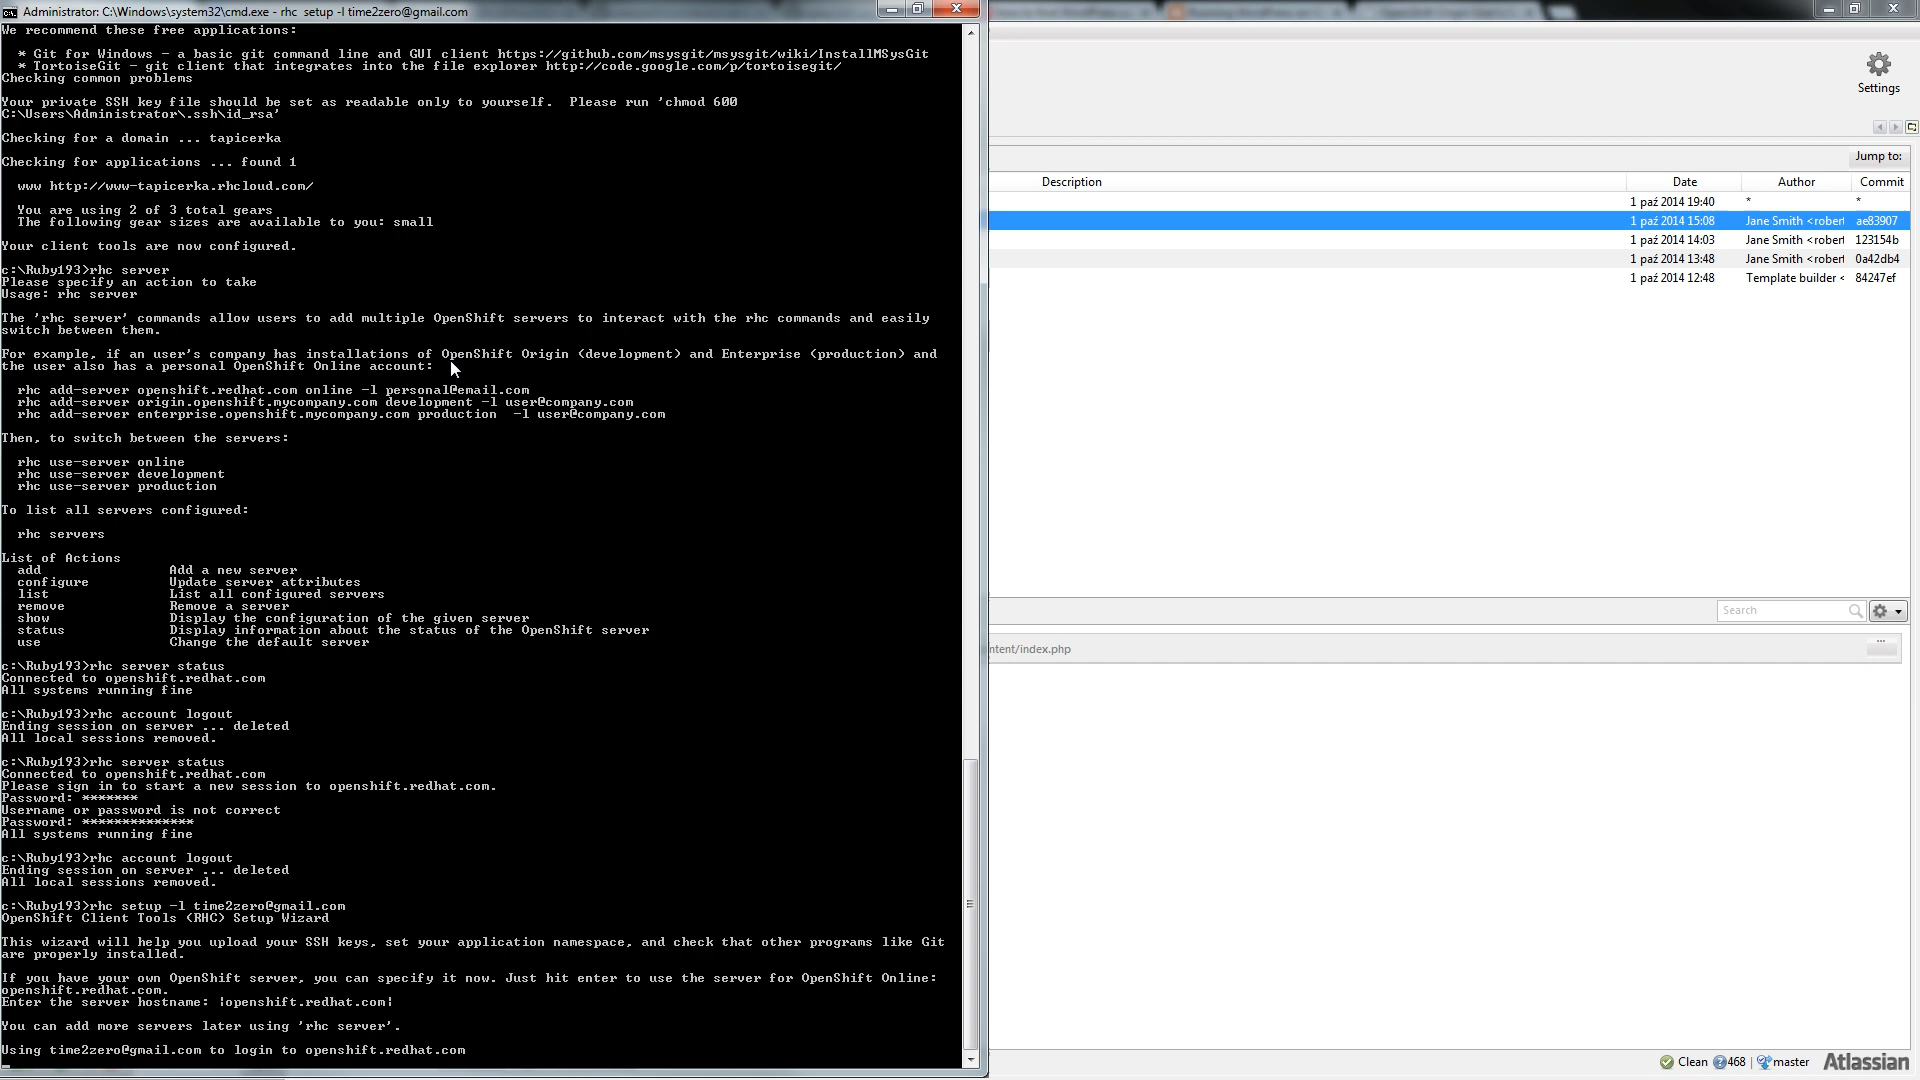 Administrator: C:\Windows\system32\cmd.exe - rhc setup -l time2zero@gmail.com
We recommend these free applications:
* Git for Windows - a basic git command line and GUI client https://github.com/msysgit/msysgit/wiki/InstallMSysGit
* TortoiseGit - git client that integrates into the file explorer http://code.google.com/p/tortoisegit/
Checking common problems
Your private SSH key file should be set as readable only to yourself.  Please run 'chmod 600
C:\Users\Administrator\.ssh\id_rsa'
Checking for a domain ... tapicerka
Checking for applications ... found 1
www http://www-tapicerka.rhcloud.com/
You are using 2 of 3 total gears
The following gear sizes are available to you: small
Your client tools are now configured.
c:\Ruby193>rhc server
Please specify an action to take
Usage: rhc server
The 'rhc server' commands allow users to add multiple OpenShift servers to interact with the rhc commands and easily
switch between them.
For example, if an user's company has installations of OpenShift Origin (development) and Enterprise (production) and
the user also has a personal OpenShift Online account:
rhc add-server openshift.redhat.com online -l personal@email.com
rhc add-server origin.openshift.mycompany.com development -l user@company.com
rhc add-server enterprise.openshift.mycompany.com production  -l user@company.com
Then, to switch between the servers:
rhc use-server online
rhc use-server development
rhc use-server production
To list all servers configured:
rhc servers
List of Actions
add Add a new server
configure Update server attributes
list List all configured servers
remove Remove a server
show Display the configuration of the given server
status Display information about the status of the OpenShift server
use Change the default server
c:\Ruby193>rhc server status
Connected to openshift.redhat.com
All systems running fine
c:\Ruby193>rhc account logout
Ending session on server ... deleted
All local sessions removed.
c:\Ruby193>rhc server status
Connected to openshift.redhat.com
Please sign in to start a new session to openshift.redhat.com.
Password: *******
Username or password is not correct
Password: **************
All systems running fine
c:\Ruby193>rhc account logout
Ending session on server ... deleted
All local sessions removed.
c:\Ruby193>rhc setup -l time2zero@gmail.com
OpenShift Client Tools (RHC) Setup Wizard
This wizard will help you upload your SSH keys, set your application namespace, and check that other programs like Git
are properly installed.
If you have your own OpenShift server, you can specify it now. Just hit enter to use the server for OpenShift Online:
openshift.redhat.com.
Enter the server hostname: |openshift.redhat.com|
You can add more servers later using 'rhc server'.
Using time2zero@gmail.com to login to openshift.redhat.com
Settings
Jump to:
Description Date Author Commit
1 paź 2014 19:40 * *
1 paź 2014 15:08 Jane Smith <robert ae83907
1 paź 2014 14:03 Jane Smith <robert 123154b
1 paź 2014 13:48 Jane Smith <robert 0a42db4
1 paź 2014 12:48 Template builder < 84247ef
Search
ntent/index.php
...
Clean 468 master Atlassian